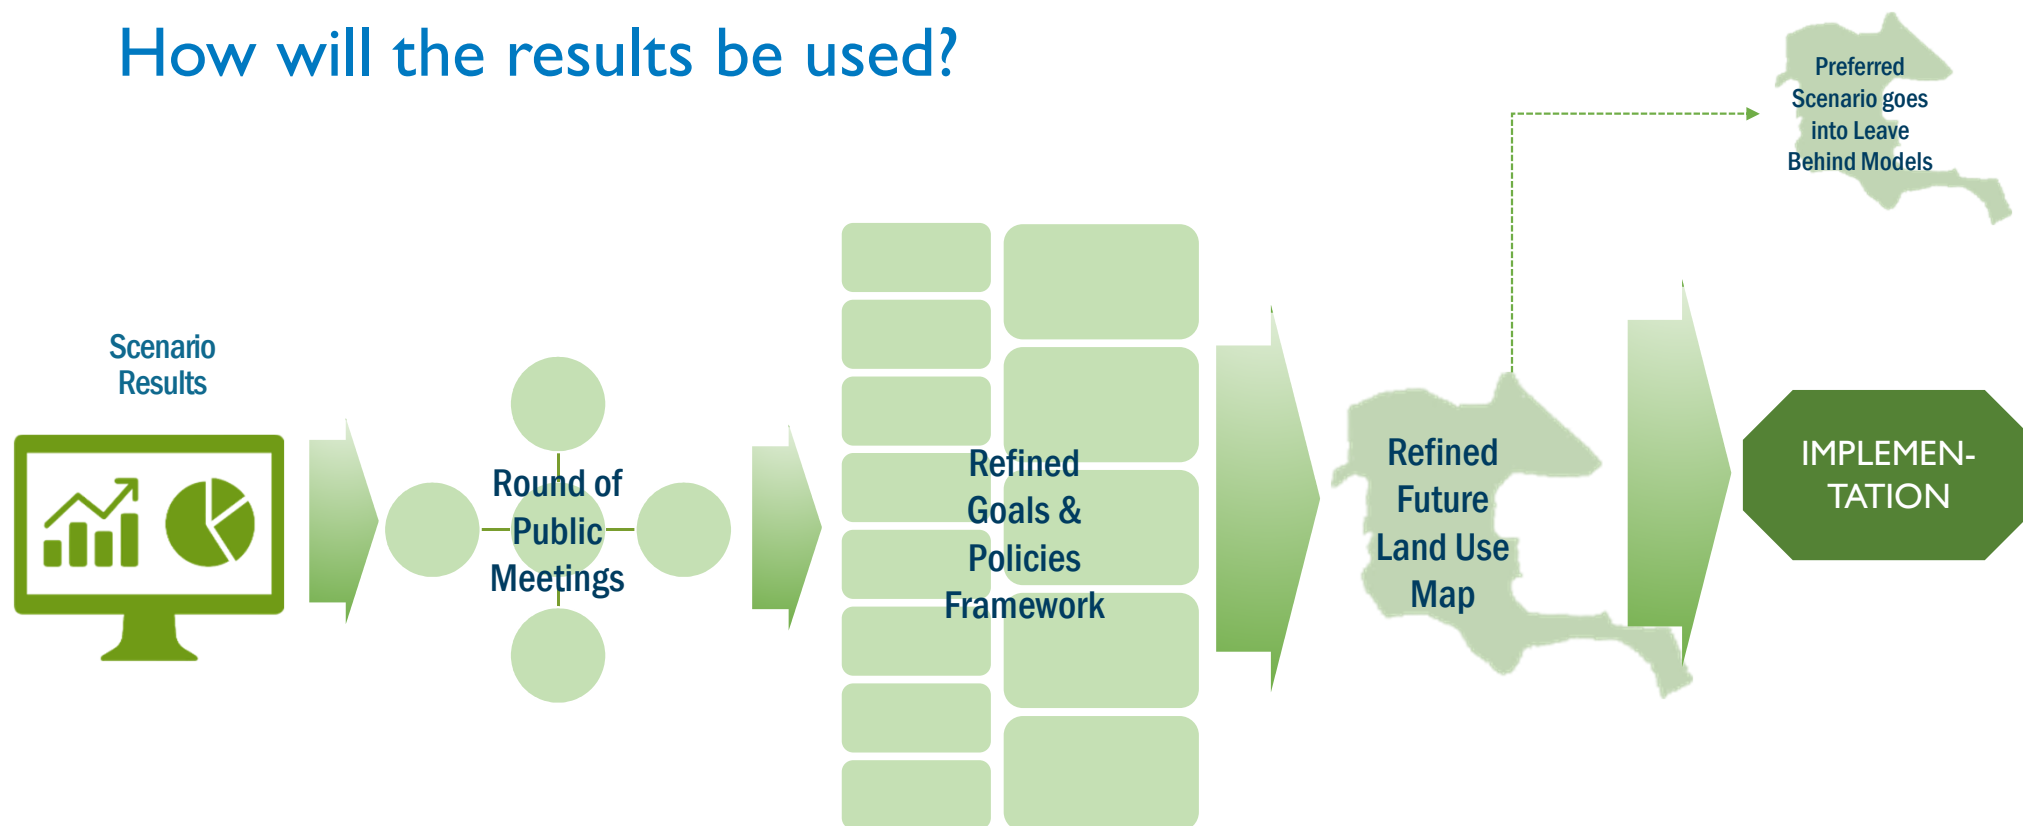 How will the results be used?
Preferred
Scenario goes
into Leave
Behind Models
Scenario
Results
Round of
Public
Meetings
Refined
Goals &
Policies
Framework
Refined
Future
Land Use
Map
IMPLEMEN-
TATION